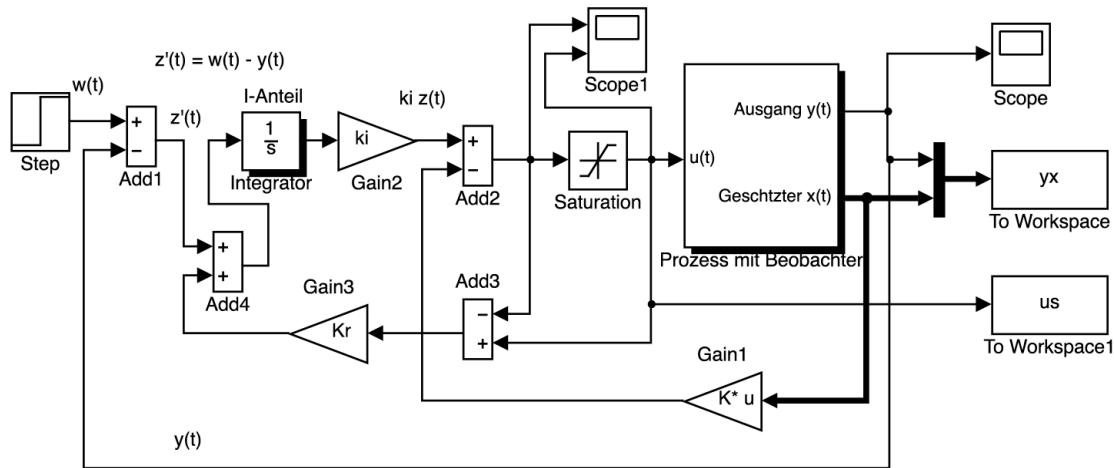 z'(t) = w(t) - y(t)
w(t)
Step
+
−
Add1
z'(t)
I-Anteil
1
s
Integrator
ki
Gain2
ki z(t)
+
−
Add2
Saturation
Scope1
u(t)
Ausgang y(t)
Geschtzter x(t)
Prozess mit Beobachter
Scope
yx
To Workspace
+
+
Add4
Gain3
Kr
Add3
−
+
us
To Workspace1
Gain1
K* u
y(t)